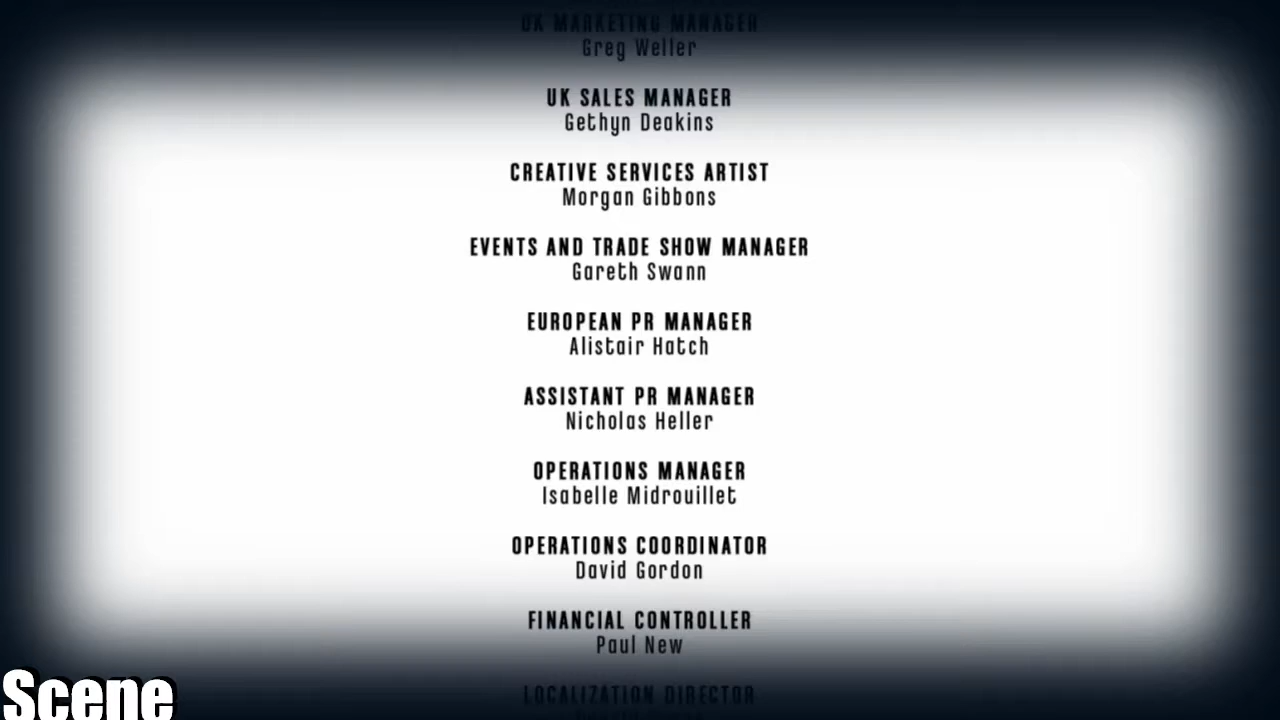 UK MARKETING MANAGER
Greg Weller
UK SALES MANAGER
Gethyn Deakins
CREATIVE SERVICES ARTIST
Morgan Gibbons
EVENTS AND TRADE SHOW MANAGER
Gareth Swann
EUROPEAN PR MANAGER
Alistair Hatch
ASSISTANT PR MANAGER
Nicholas Heller
OPERATIONS MANAGER
Isabelle Midrouillet
OPERATIONS COORDINATOR
David Gordon
FINANCIAL CONTROLLER
Paul New
LOCALIZATION DIRECTOR
Scene